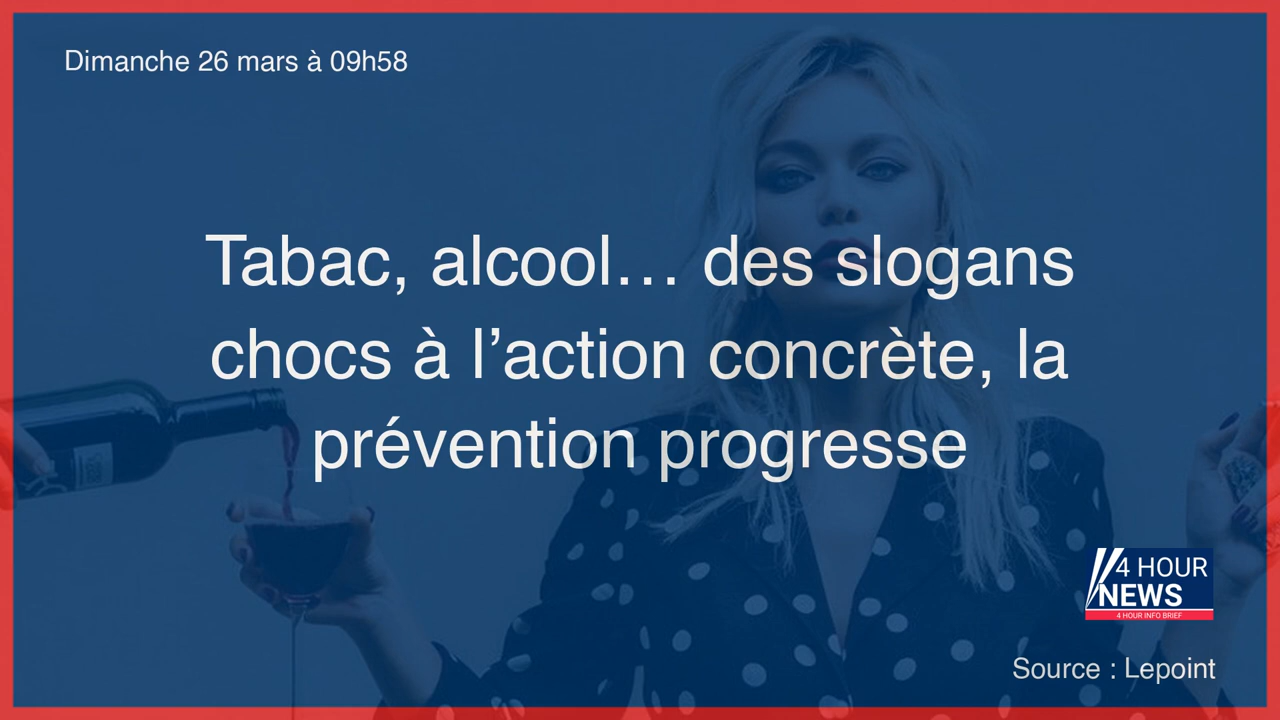 Dimanche 26 mars à 09h58
Tabac, alcool… des slogans
chocs à l’action concrète, la
prévention progresse
4 HOUR
NEWS
4 HOUR INFO BRIEF
Source : Lepoint